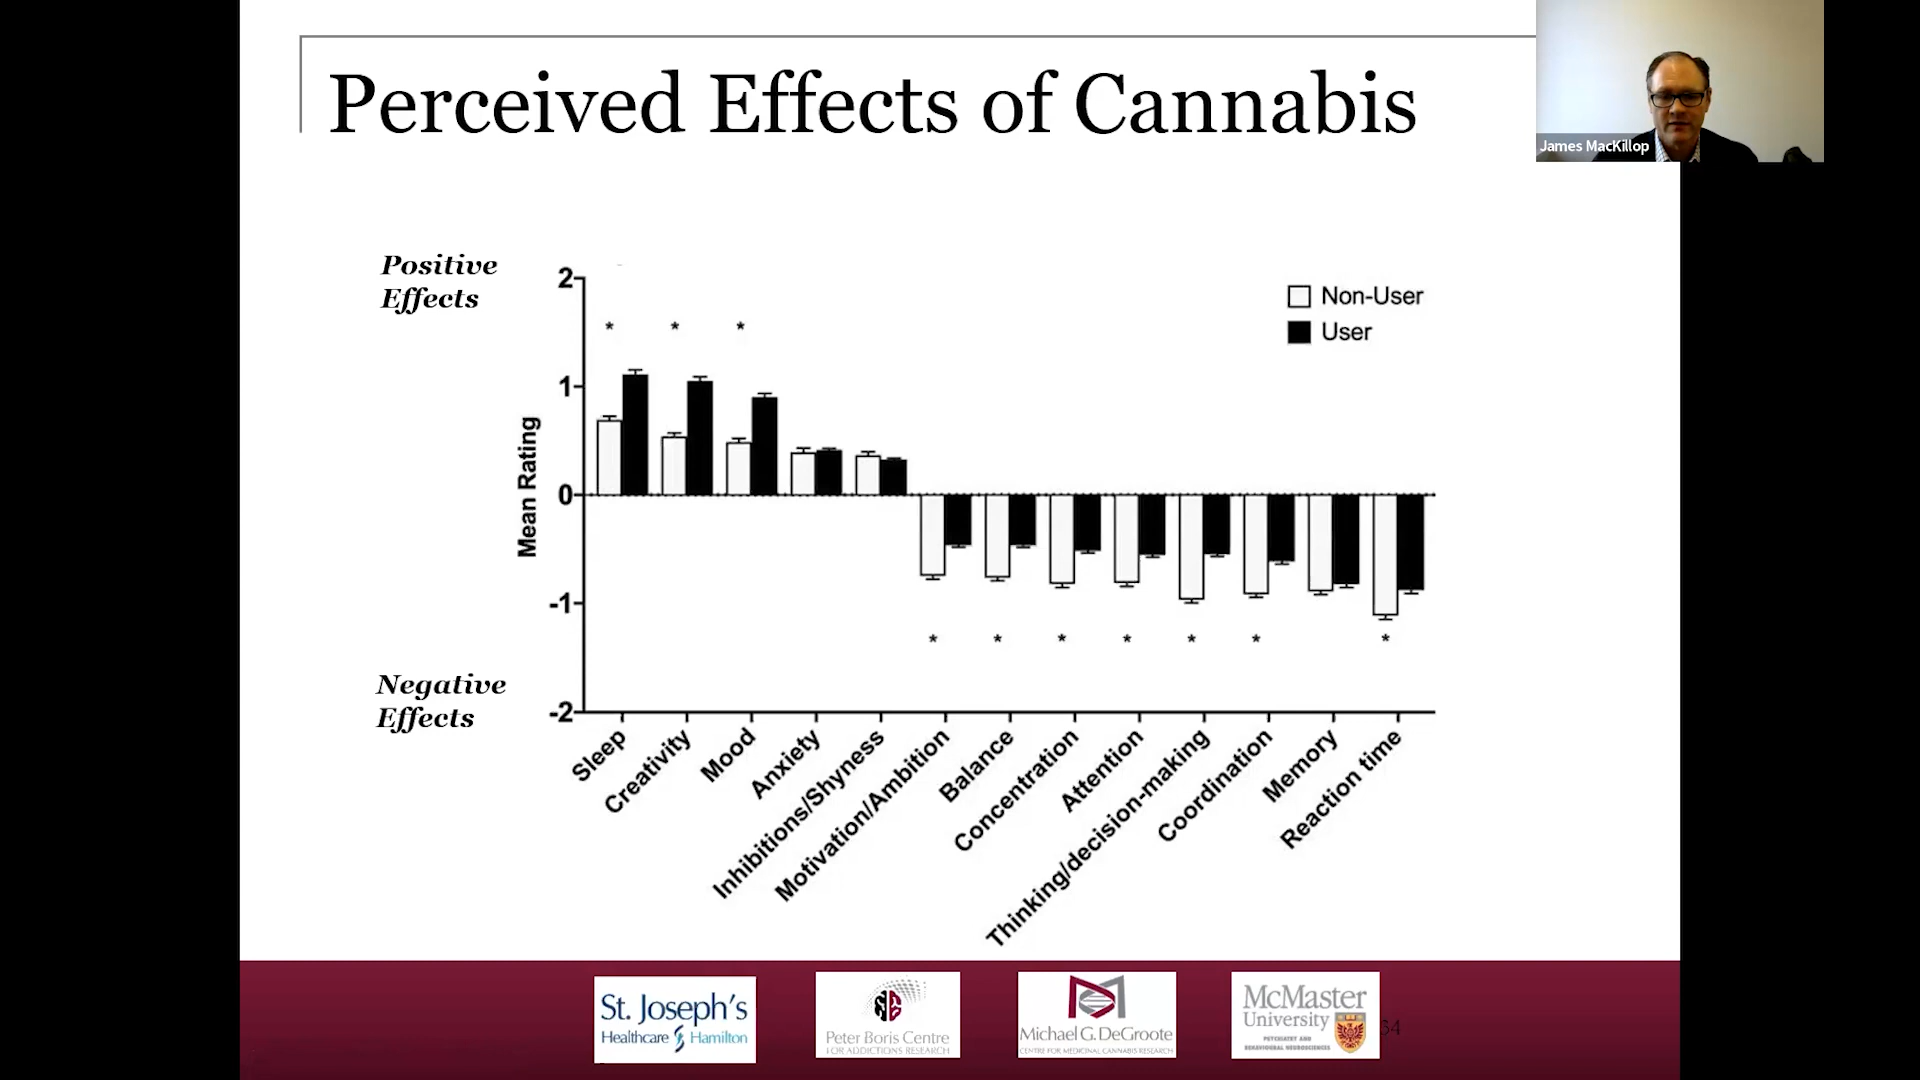 Perceived Effects of Cannabis
James MacKillop
Positive
Effects
2
1
0
-1
-2
Mean Rating
Negative
Effects
Non-User
User
* * *
* * * * * * *
Sleep
Creativity
Mood
Anxiety
Inhibitions/Shyness
Motivation/Ambition
Balance
Concentration
Attention
Thinking/decision-making
Coordination
Memory
Reaction time
St. Joseph's
Healthcare Hamilton
Peter Boris Centre
FOR ADDICTIONS RESEARCH
Michael G. DeGroote
CENTRE FOR MEDICINAL CANNABIS RESEARCH
McMaster
University
PSYCHIATRY AND
BEHAVIOURAL NEUROSCIENCES